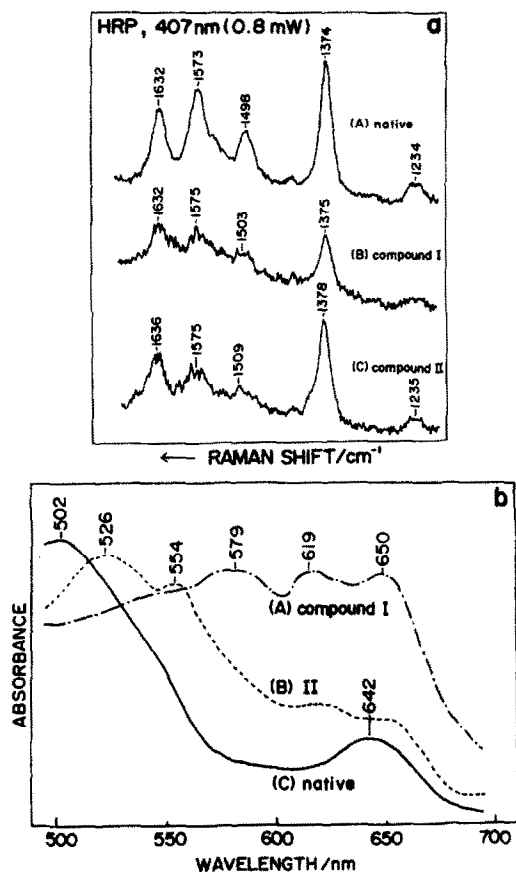 HRP, 407nm(0.8mW) a
1632
1573
1498
1374
1234
(A) native
1632
1575
1503
1375
(B) compound I
1636
1575
1509
1378
1235
(C) compound II
← RAMAN SHIFT/cm⁻¹
b
502
526
554
579
619
650
(A) compound I
(B) II
642
(C) native
ABSORBANCE
500 550 600 650 700
WAVELENGTH/nm